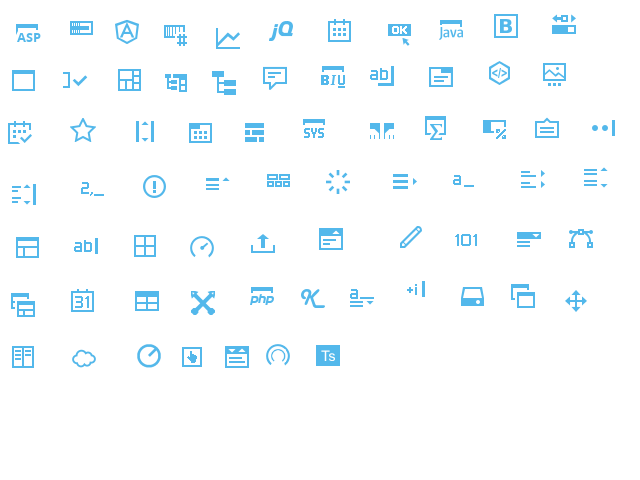 ASP A # jQ OK Java B
BIU ab </>
SYS Σ
2,_ ! a_
ab 101
31 php K a +i
Ts